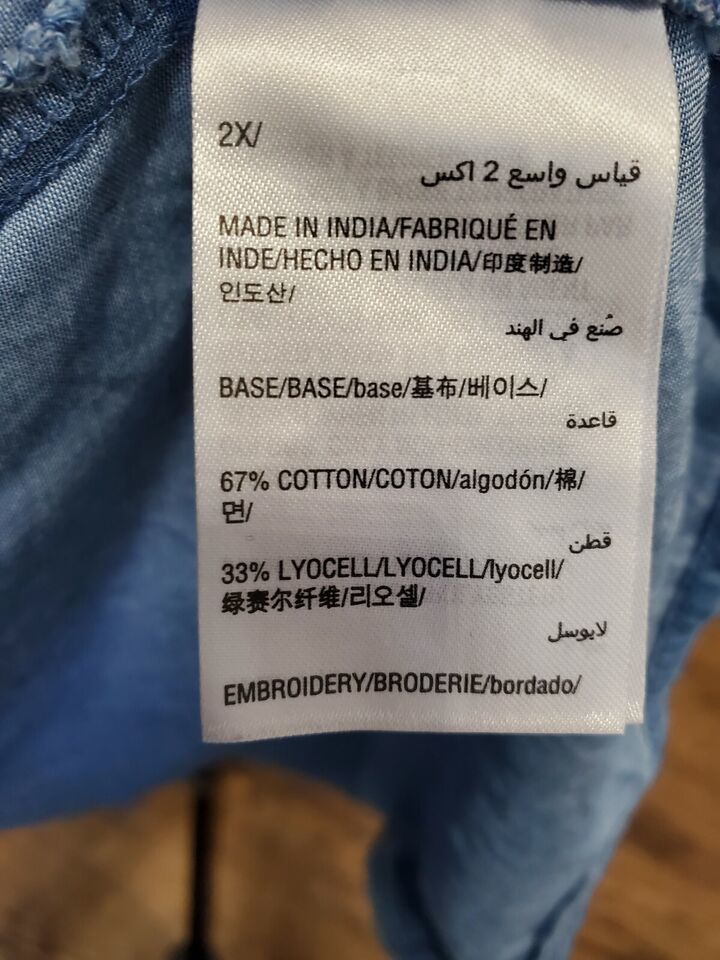 2X/
قياس واسع 2 اكس
MADE IN INDIA/FABRIQUÉ EN
INDE/HECHO EN INDIA/印度制造/
인도산/
صُنع في الهند
BASE/BASE/base/基布/베이스/
قاعدة
67% COTTON/COTON/algodón/棉/
면/
قطن
33% LYOCELL/LYOCELL/lyocell/
绿赛尔纤维/리오셀/
لايوسل
EMBROIDERY/BRODERIE/bordado/